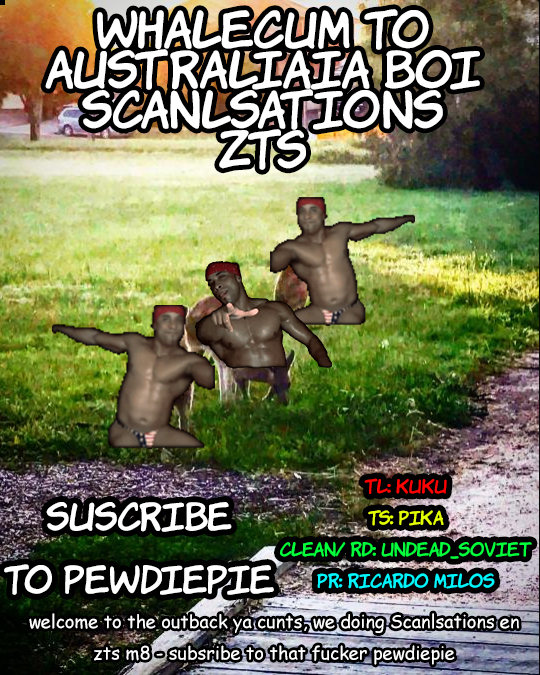 WHALECUM TO
AUSTRALIAIA BOI
SCANLSATIONS
ZTS
TL: KUKU
TS: PIKA
CLEAN/ RD: UNDEAD_SOVIET
PR: RICARDO MILOS
SUSCRIBE
TO PEWDIEPIE
welcome to the outback ya cunts, we doing Scanlsations en
zts m8 - subsribe to that fucker pewdiepie